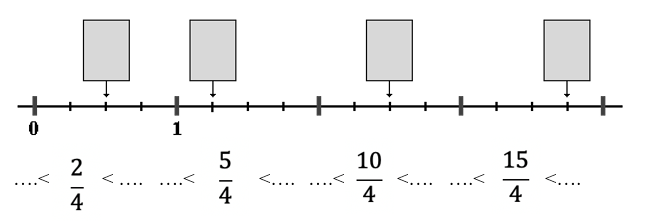 0 1
….< 2/4 < …. ….< 5/4 <…. ….< 10/4 <…. ….< 15/4 <….